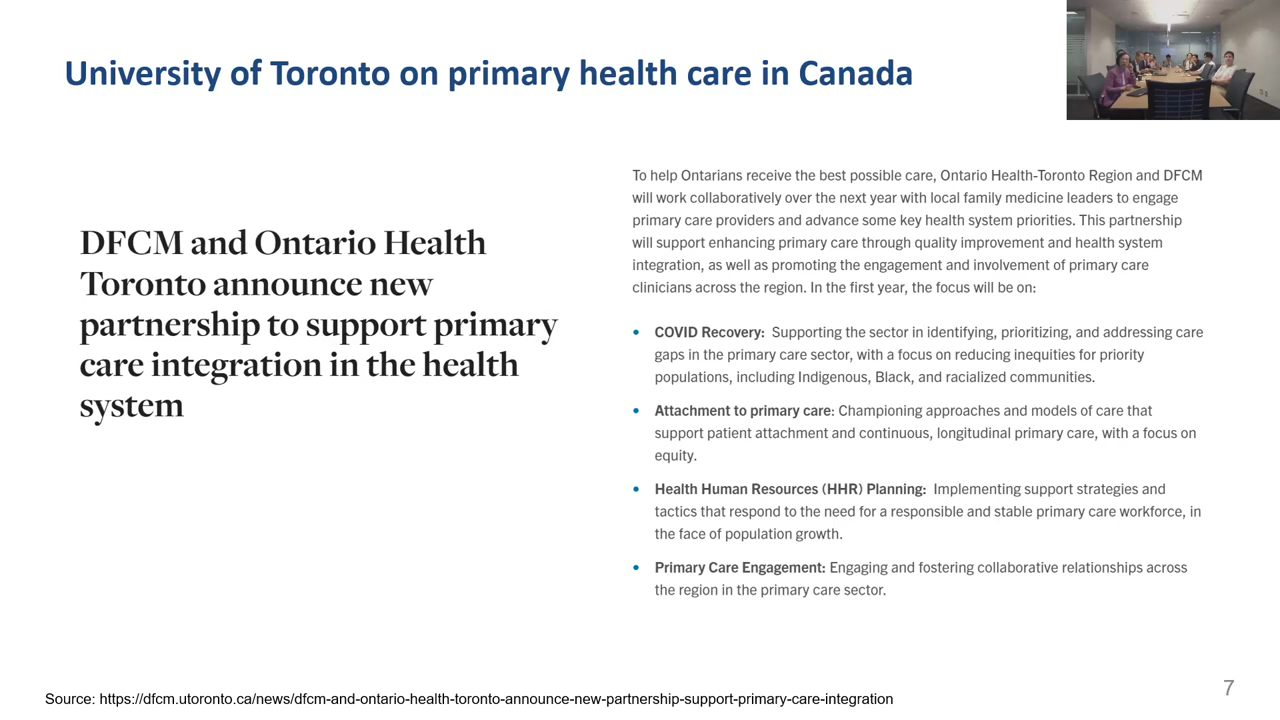 University of Toronto on primary health care in Canada
DFCM and Ontario Health
Toronto announce new
partnership to support primary
care integration in the health
system
To help Ontarians receive the best possible care, Ontario Health-Toronto Region and DFCM
will work collaboratively over the next year with local family medicine leaders to engage
primary care providers and advance some key health system priorities. This partnership
will support enhancing primary care through quality improvement and health system
integration, as well as promoting the engagement and involvement of primary care
clinicians across the region. In the first year, the focus will be on:
• COVID Recovery: Supporting the sector in identifying, prioritizing, and addressing care
gaps in the primary care sector, with a focus on reducing inequities for priority
populations, including Indigenous, Black, and racialized communities.
• Attachment to primary care: Championing approaches and models of care that
support patient attachment and continuous, longitudinal primary care, with a focus on
equity.
• Health Human Resources (HHR) Planning: Implementing support strategies and
tactics that respond to the need for a responsible and stable primary care workforce, in
the face of population growth.
• Primary Care Engagement: Engaging and fostering collaborative relationships across
the region in the primary care sector.
Source: https://dfcm.utoronto.ca/news/dfcm-and-ontario-health-toronto-announce-new-partnership-support-primary-care-integration
7